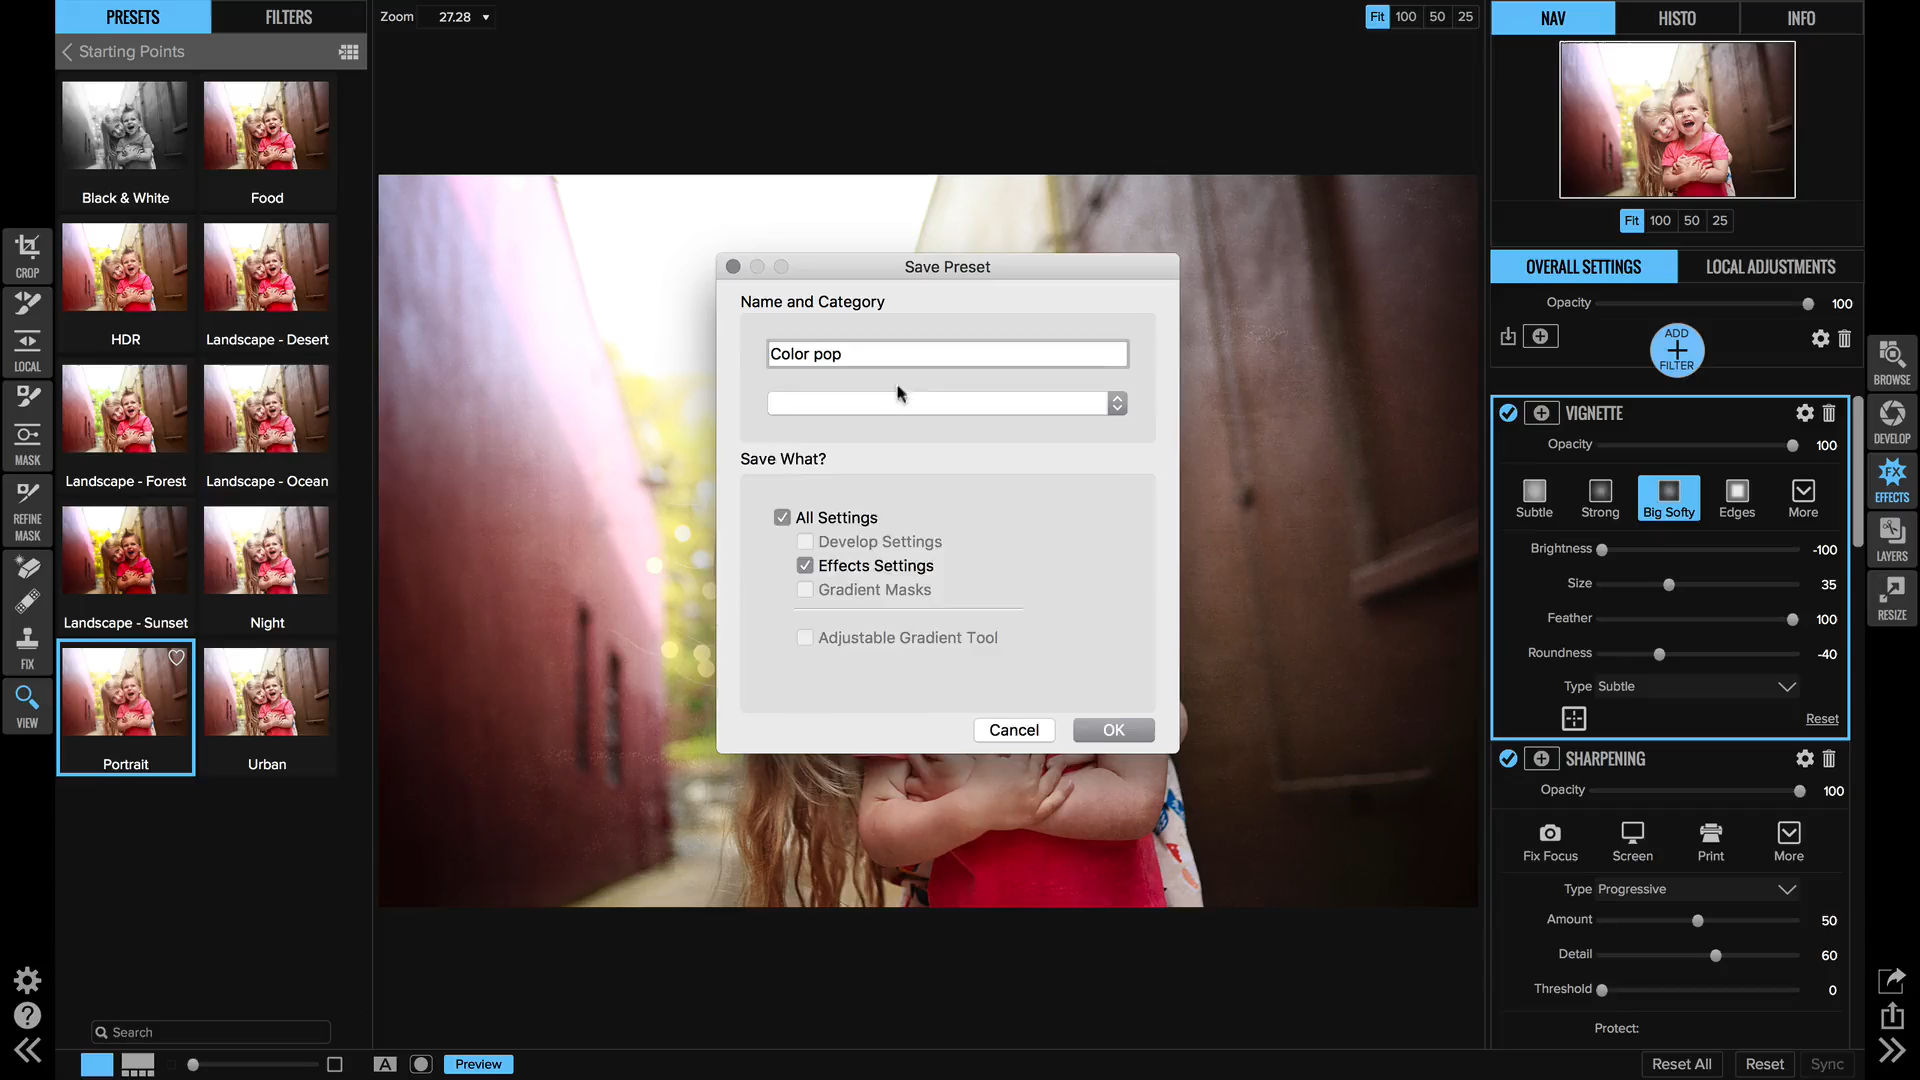 PRESETS
FILTERS
Starting Points
Black & White
Food
HDR
Landscape - Desert
Landscape - Forest
Landscape - Ocean
Landscape - Sunset
Night
Portrait
Urban
Search
CROP
LOCAL
MASK
REFINE
MASK
FIX
VIEW
Zoom 27.28
Fit 100 50 25
Save Preset
Name and Category
Color pop
Save What?
All Settings
Develop Settings
Effects Settings
Gradient Masks
Adjustable Gradient Tool
Cancel
OK
A
Preview
NAV
HISTO
INFO
Fit 100 50 25
OVERALL SETTINGS
LOCAL ADJUSTMENTS
Opacity 100
ADD
FILTER
VIGNETTE
Opacity 100
Subtle Strong Big Softy Edges More
Brightness -100
Size 35
Feather 100
Roundness -40
Type Subtle
Reset
SHARPENING
Opacity 100
Fix Focus Screen Print More
Type Progressive
Amount 50
Detail 60
Threshold 0
Protect:
Reset All
Reset
Sync
BROWSE
DEVELOP
FX
EFFECTS
LAYERS
RESIZE